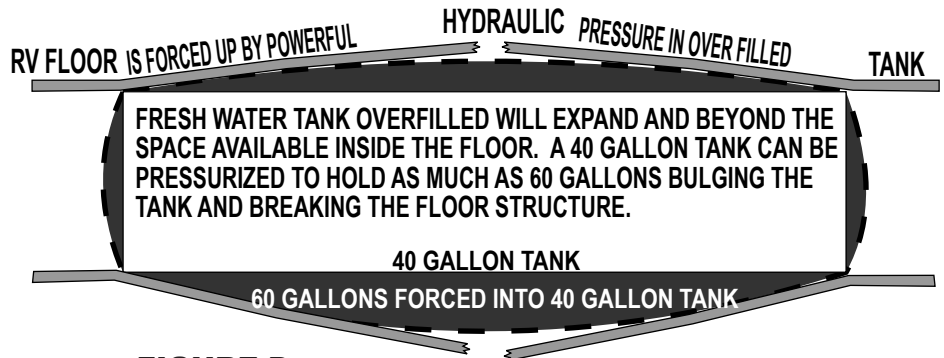 HYDRAULIC
RV FLOOR IS FORCED UP BY POWERFUL PRESSURE IN OVER FILLED TANK
FRESH WATER TANK OVERFILLED WILL EXPAND AND BEYOND THE
SPACE AVAILABLE INSIDE THE FLOOR. A 40 GALLON TANK CAN BE
PRESSURIZED TO HOLD AS MUCH AS 60 GALLONS BULGING THE
TANK AND BREAKING THE FLOOR STRUCTURE.
40 GALLON TANK
60 GALLONS FORCED INTO 40 GALLON TANK